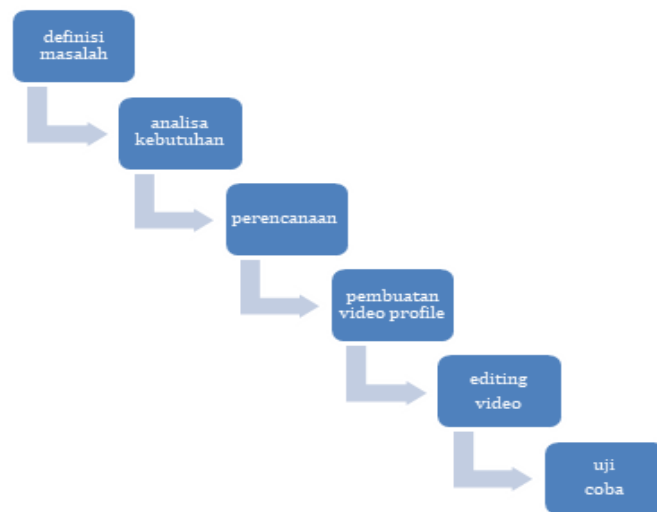 definisi
masalah
analisa
kebutuhan
perencanaan
pembuatan
video profile
editing
video
uji
coba